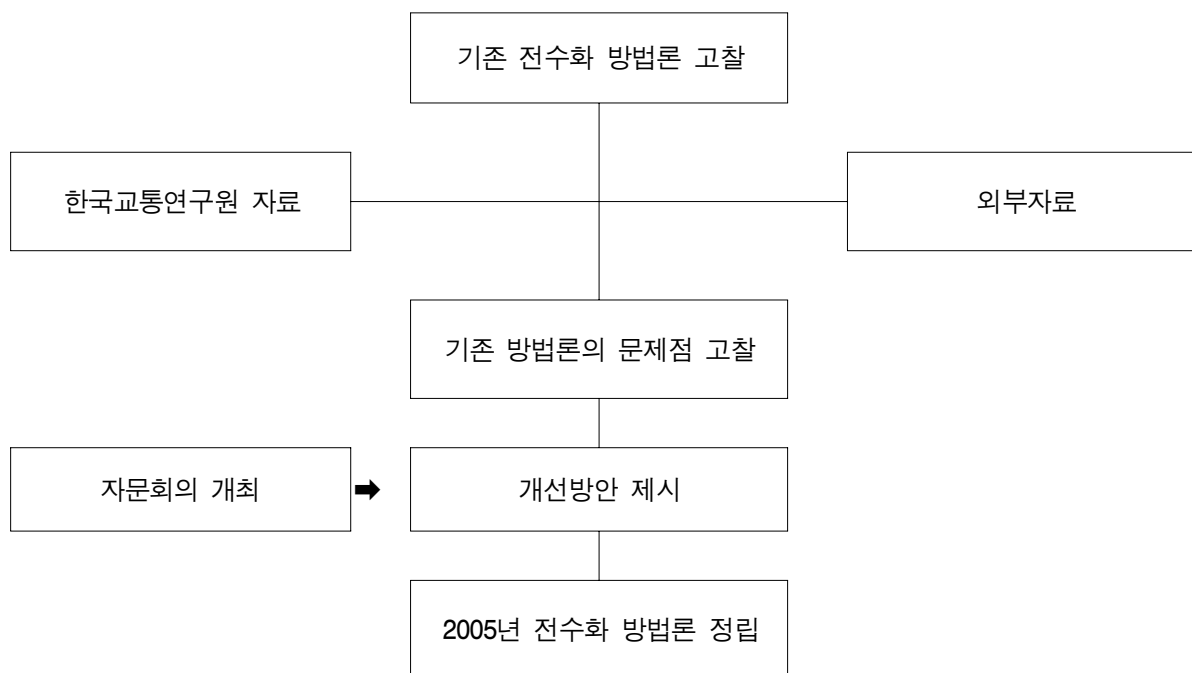 기존 전수화 방법론 고찰
한국교통연구원 자료
외부자료
기존 방법론의 문제점 고찰
자문회의 개최
개선방안 제시
2005년 전수화 방법론 정립